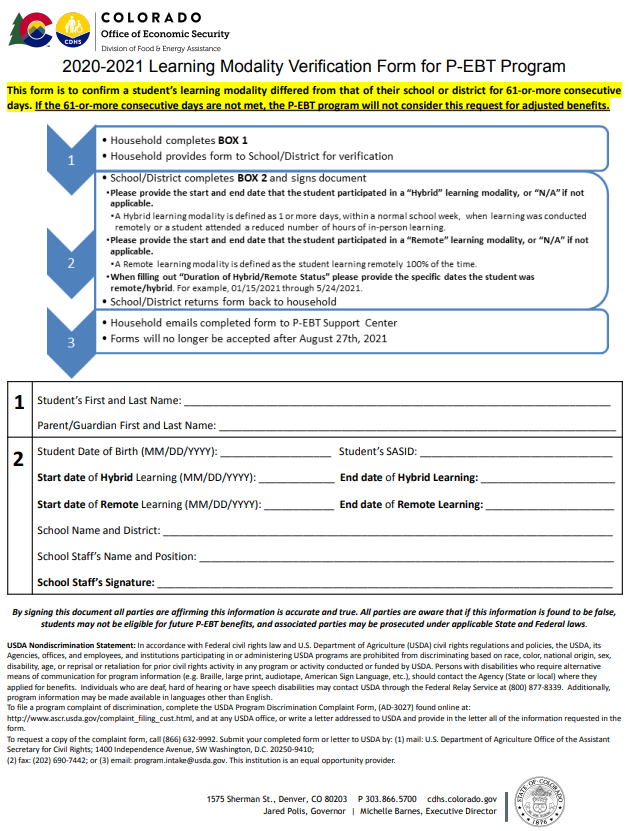 COLORADO
Office of Economic Security
CDHS
Division of Food & Energy Assistance
2020-2021 Learning Modality Verification Form for P-EBT Program
This form is to confirm a student's learning modality differed from that of their school or district for 61-or-more consecutive
days. If the 61-or-more consecutive days are not met, the P-EBT program will not consider this request for adjusted benefits.
1
• Household completes BOX 1
• Household provides form to School/District for verification
2
• School/District completes BOX 2 and signs document
•Please provide the start and end date that the student participated in a "Hybrid" learning modality, or "N/A" if not
applicable.
•A Hybrid learning modality is defined as 1 or more days, within a normal school week, when learning was conducted
remotely or a student attended a reduced number of hours of in-person learning.
•Please provide the start and end date that the student participated in a "Remote" learning modality, or "N/A" if not
applicable.
•A Remote learning modality is defined as the student learning remotely 100% of the time.
•When filling out "Duration of Hybrid/Remote Status" please provide the specific dates the student was
remote/hybrid. For example, 01/15/2021 through 5/24/2021.
• School/District returns form back to household
3
• Household emails completed form to P-EBT Support Center
• Forms will no longer be accepted after August 27th, 2021
1
Student's First and Last Name:
Parent/Guardian First and Last Name:
2
Student Date of Birth (MM/DD/YYYY): Student's SASID:
Start date of Hybrid Learning (MM/DD/YYYY): End date of Hybrid Learning:
Start date of Remote Learning (MM/DD/YYYY): End date of Remote Learning:
School Name and District:
School Staff's Name and Position:
School Staff's Signature:
By signing this document all parties are affirming this information is accurate and true. All parties are aware that if this information is found to be false,
students may not be eligible for future P-EBT benefits, and associated parties may be prosecuted under applicable State and Federal laws.
USDA Nondiscrimination Statement: In accordance with Federal civil rights law and U.S. Department of Agriculture (USDA) civil rights regulations and policies, the USDA, its
Agencies, offices, and employees, and institutions participating in or administering USDA programs are prohibited from discriminating based on race, color, national origin, sex,
disability, age, or reprisal or retaliation for prior civil rights activity in any program or activity conducted or funded by USDA. Persons with disabilities who require alternative
means of communication for program information (e.g. Braille, large print, audiotape, American Sign Language, etc.), should contact the Agency (State or local) where they
applied for benefits. Individuals who are deaf, hard of hearing or have speech disabilities may contact USDA through the Federal Relay Service at (800) 877-8339. Additionally,
program information may be made available in languages other than English.
To file a program complaint of discrimination, complete the USDA Program Discrimination Complaint Form, (AD-3027) found online at:
http://www.ascr.usda.gov/complaint_filing_cust.html, and at any USDA office, or write a letter addressed to USDA and provide in the letter all of the information requested in the
form.
To request a copy of the complaint form, call (866) 632-9992. Submit your completed form or letter to USDA by: (1) mail: U.S. Department of Agriculture Office of the Assistant
Secretary for Civil Rights; 1400 Independence Avenue, SW Washington, D.C. 20250-9410;
(2) fax: (202) 690-7442; or (3) email: program.intake@usda.gov. This institution is an equal opportunity provider.
1575 Sherman St., Denver, CO 80203 P 303.866.5700 cdhs.colorado.gov
Jared Polis, Governor | Michelle Barnes, Executive Director
STATE OF COLORADO
1876